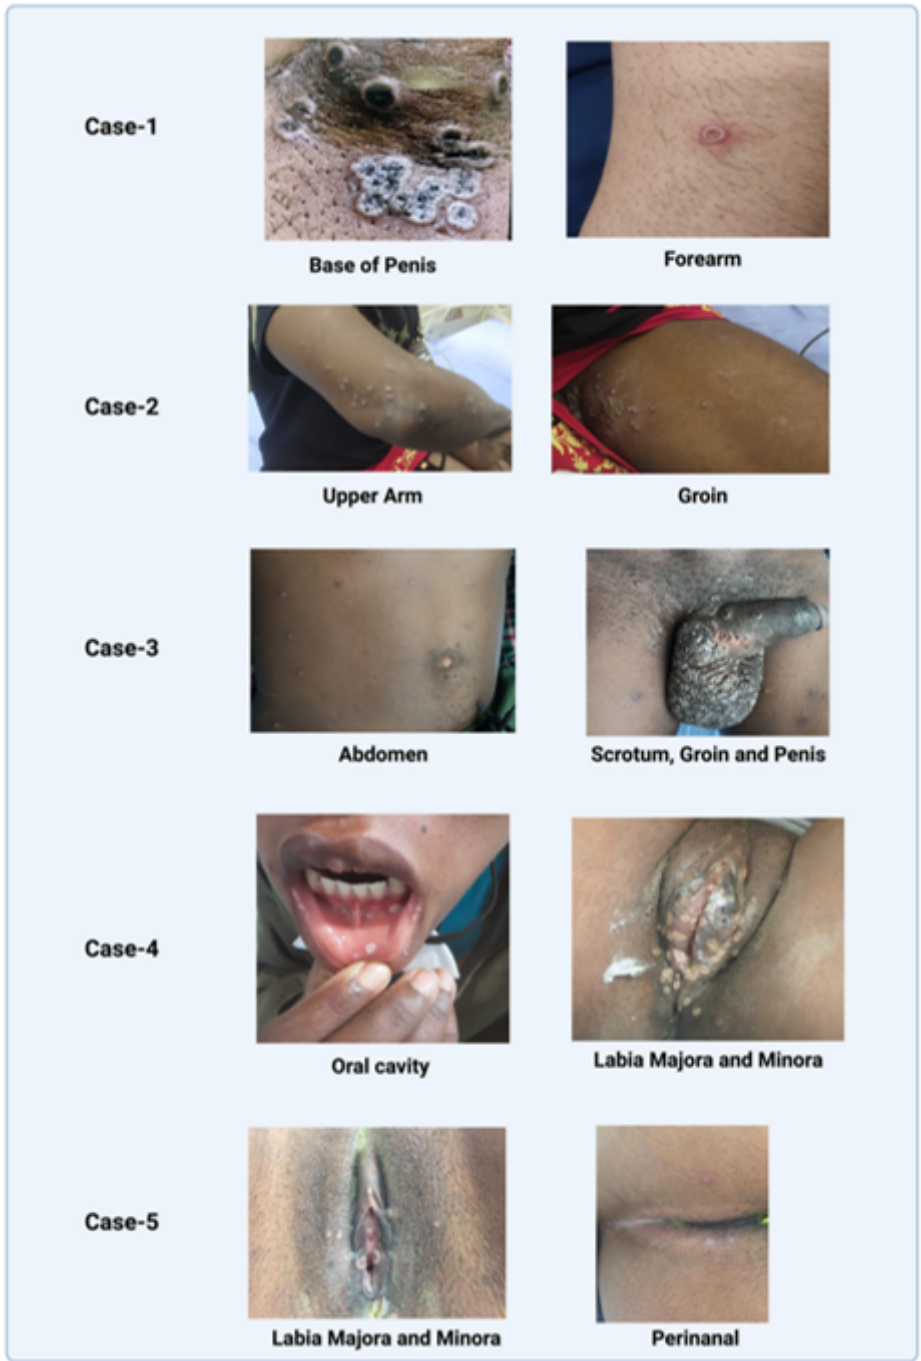 Case-1
Base of Penis
Forearm
Case-2
Upper Arm
Groin
Case-3
Abdomen
Scrotum, Groin and Penis
Case-4
Oral cavity
Labia Majora and Minora
Case-5
Labia Majora and Minora
Perinanal